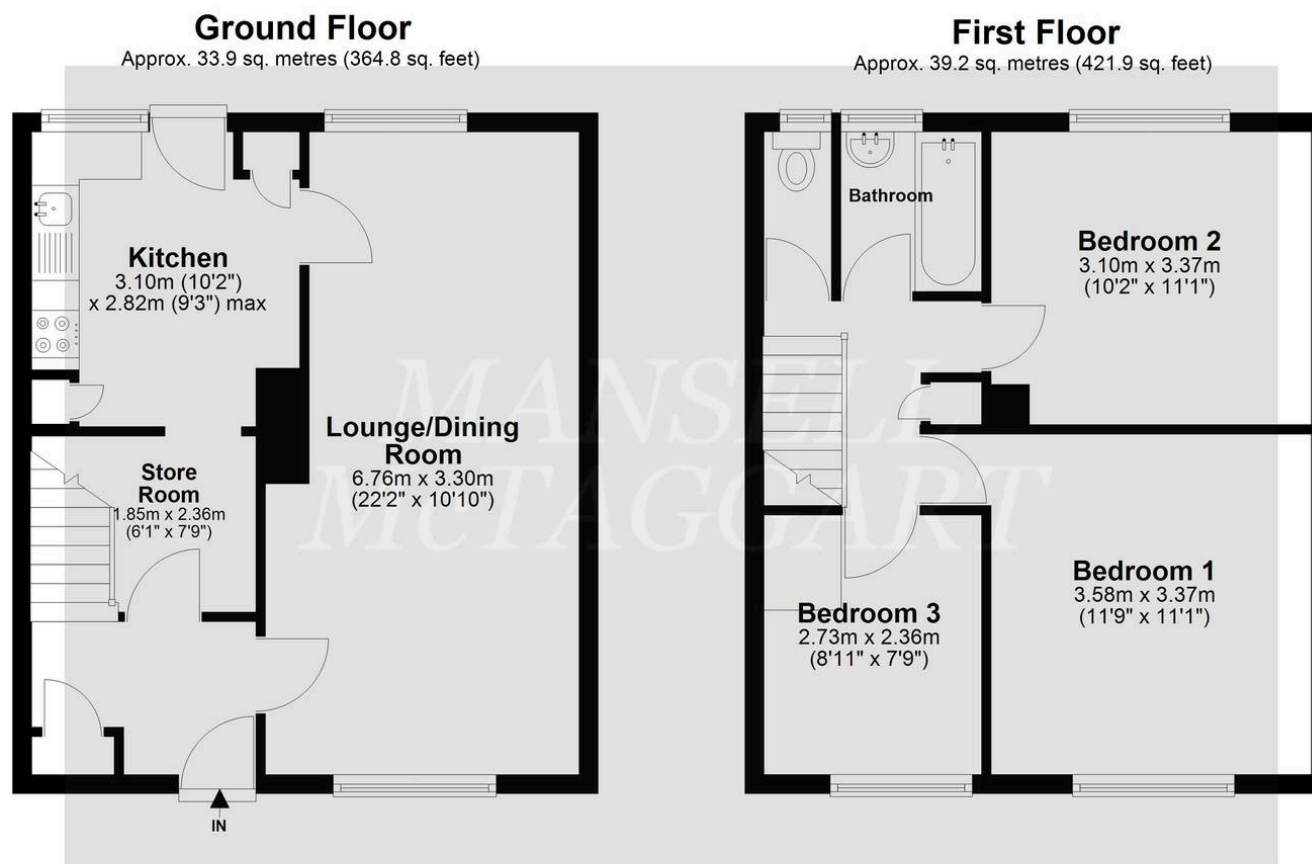 Ground Floor
Approx. 33.9 sq. metres (364.8 sq. feet)
Kitchen
3.10m (10'2")
x 2.82m (9'3") max
Lounge/Dining
Room
6.76m x 3.30m
(22'2" x 10'10")
Store
Room
1.85m x 2.36m
(6'1" x 7'9")
IN
First Floor
Approx. 39.2 sq. metres (421.9 sq. feet)
Bathroom
Bedroom 2
3.10m x 3.37m
(10'2" x 11'1")
Bedroom 1
3.58m x 3.37m
(11'9" x 11'1")
Bedroom 3
2.73m x 2.36m
(8'11" x 7'9")
MANSELL
McTAGGART